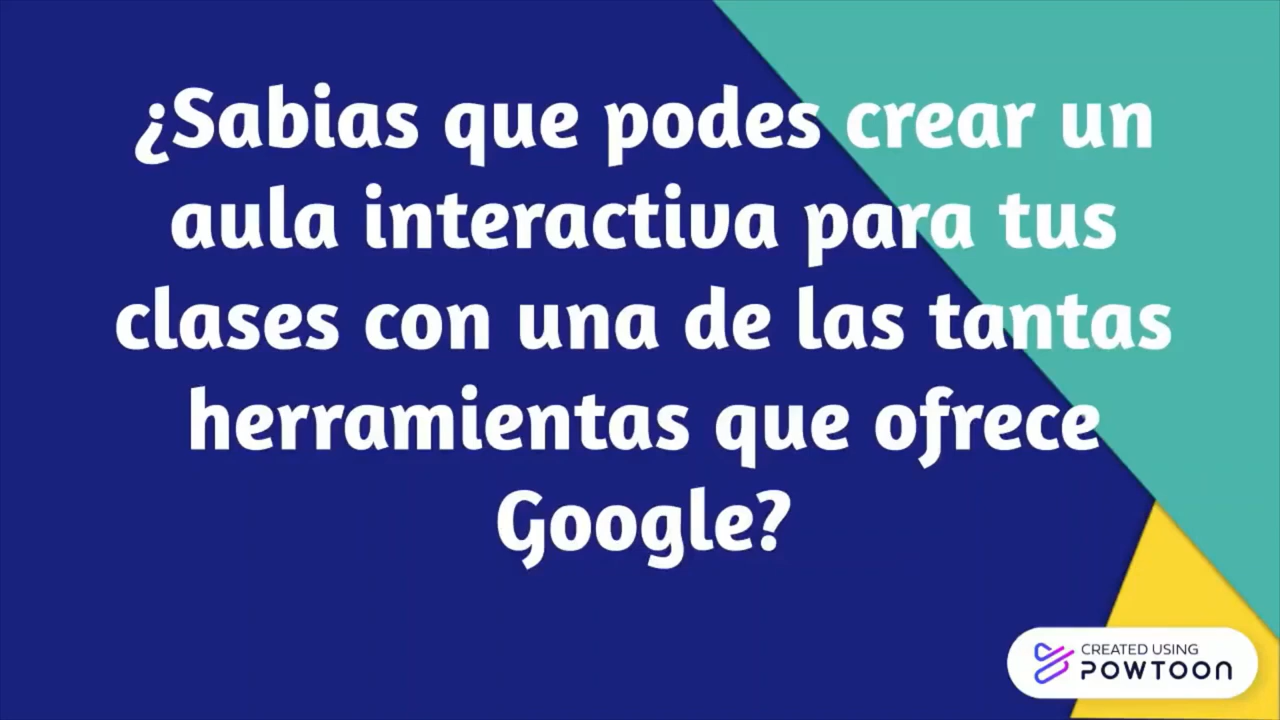 ¿Sabias que podes crear un
aula interactiva para tus
clases con una de las tantas
herramientas que ofrece
Google?
CREATED USING
POWTOON